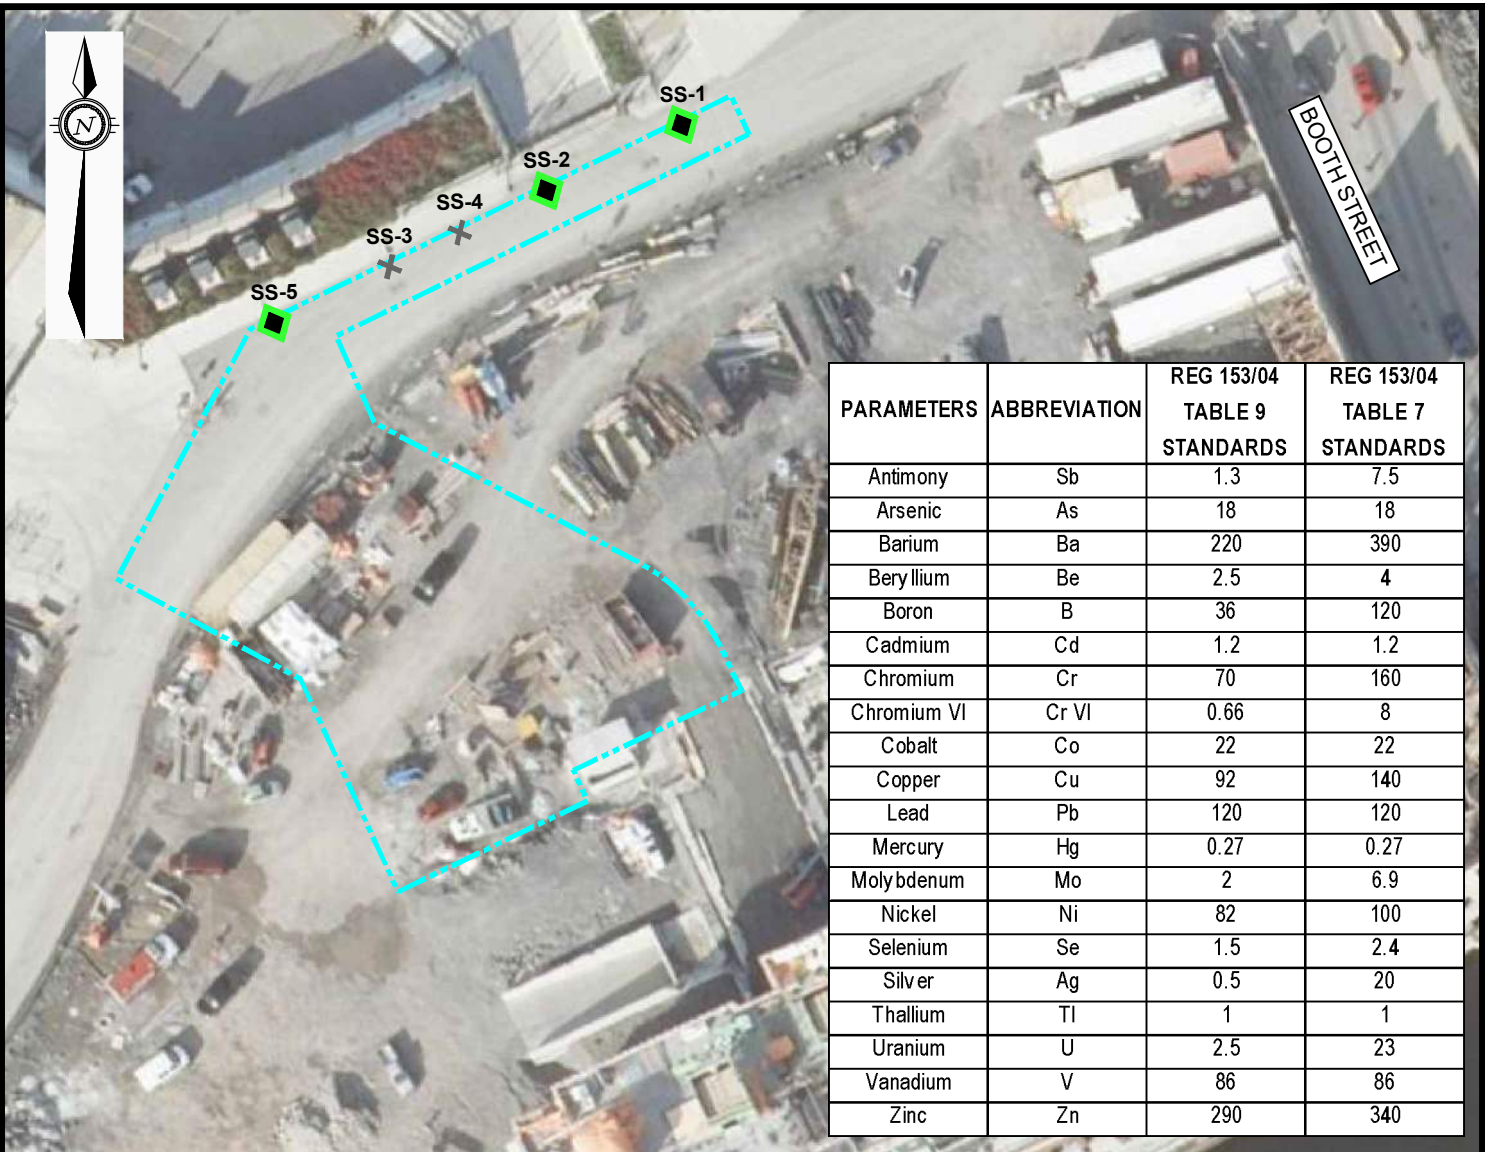 N
SS-1
SS-2
SS-4
SS-3
SS-5
BOOTH STREET
PARAMETERS ABBREVIATION REG 153/04 TABLE 9 STANDARDS REG 153/04 TABLE 7 STANDARDS
Antimony Sb 1.3 7.5
Arsenic As 18 18
Barium Ba 220 390
Beryllium Be 2.5 4
Boron B 36 120
Cadmium Cd 1.2 1.2
Chromium Cr 70 160
Chromium VI Cr VI 0.66 8
Cobalt Co 22 22
Copper Cu 92 140
Lead Pb 120 120
Mercury Hg 0.27 0.27
Molybdenum Mo 2 6.9
Nickel Ni 82 100
Selenium Se 1.5 2.4
Silver Ag 0.5 20
Thallium Tl 1 1
Uranium U 2.5 23
Vanadium V 86 86
Zinc Zn 290 340